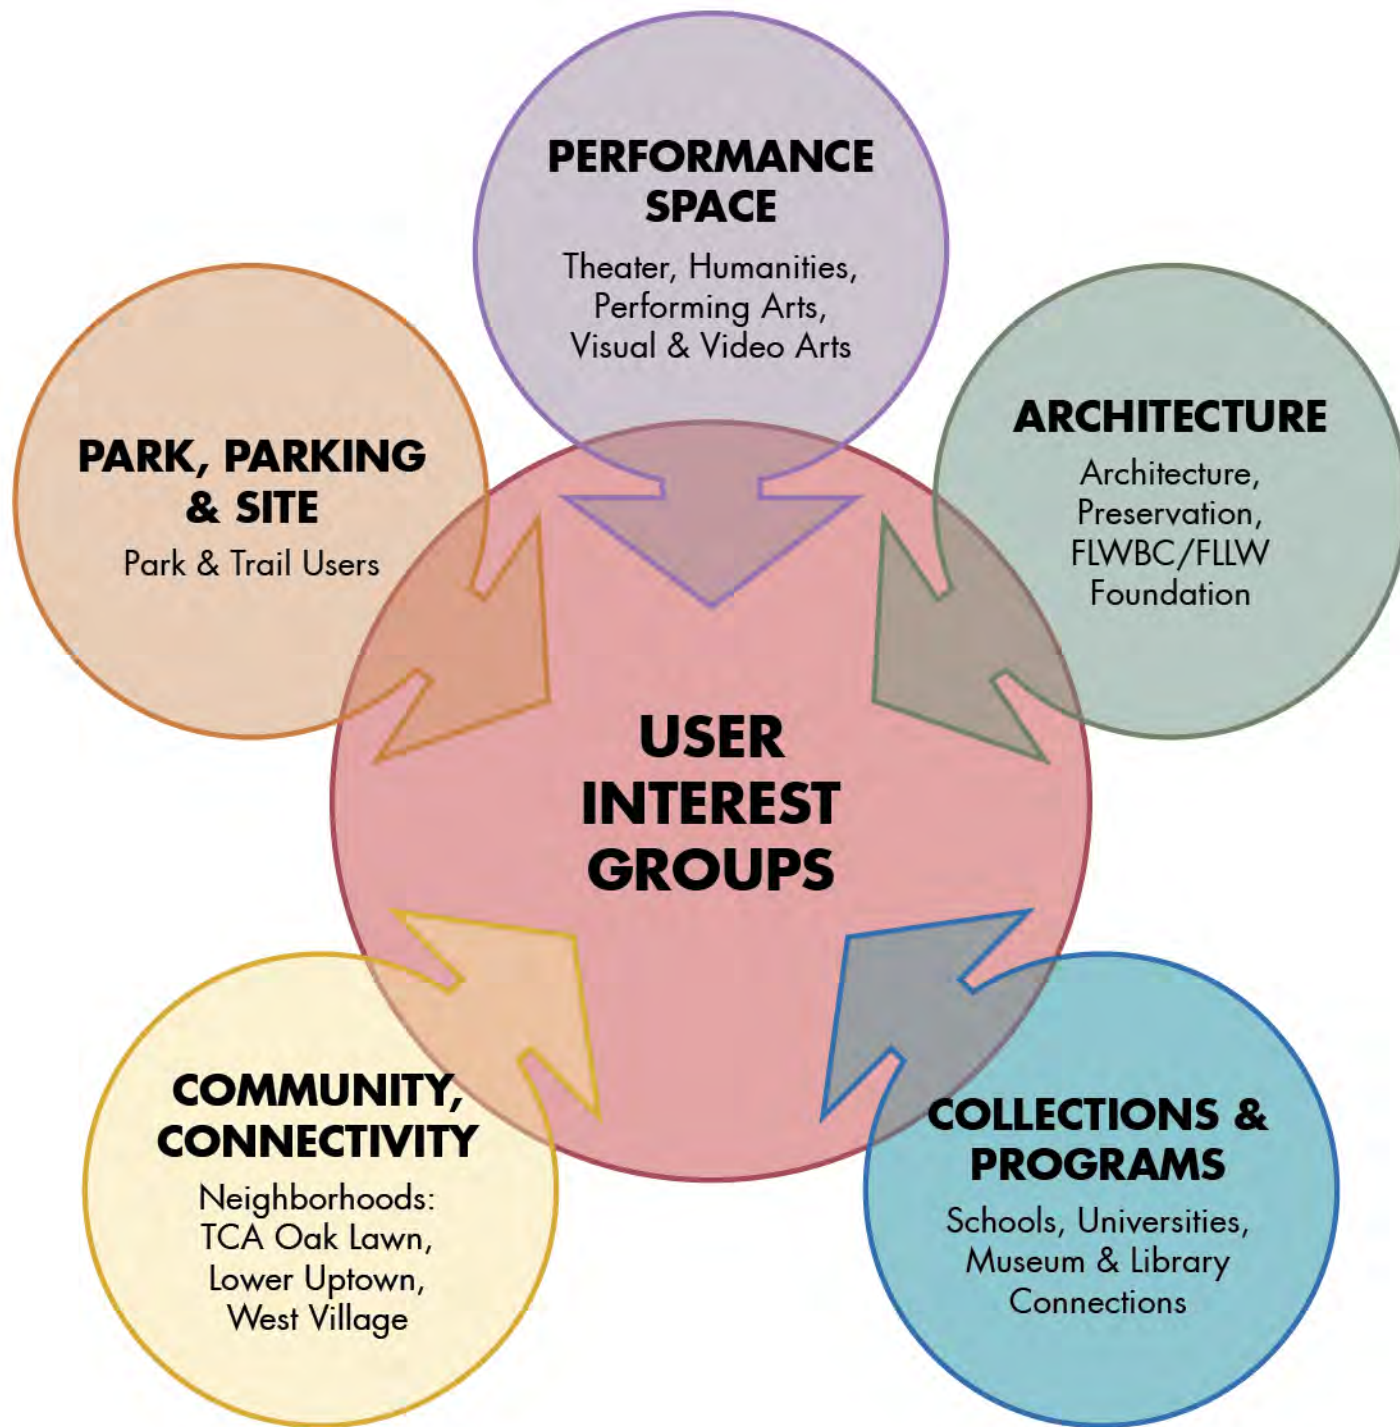 PERFORMANCE
SPACE
Theater, Humanities,
Performing Arts,
Visual & Video Arts
PARK, PARKING
& SITE
Park & Trail Users
ARCHITECTURE
Architecture,
Preservation,
FLWBC/FLLW
Foundation
USER
INTEREST
GROUPS
COMMUNITY,
CONNECTIVITY
Neighborhoods:
TCA Oak Lawn,
Lower Uptown,
West Village
COLLECTIONS &
PROGRAMS
Schools, Universities,
Museum & Library
Connections